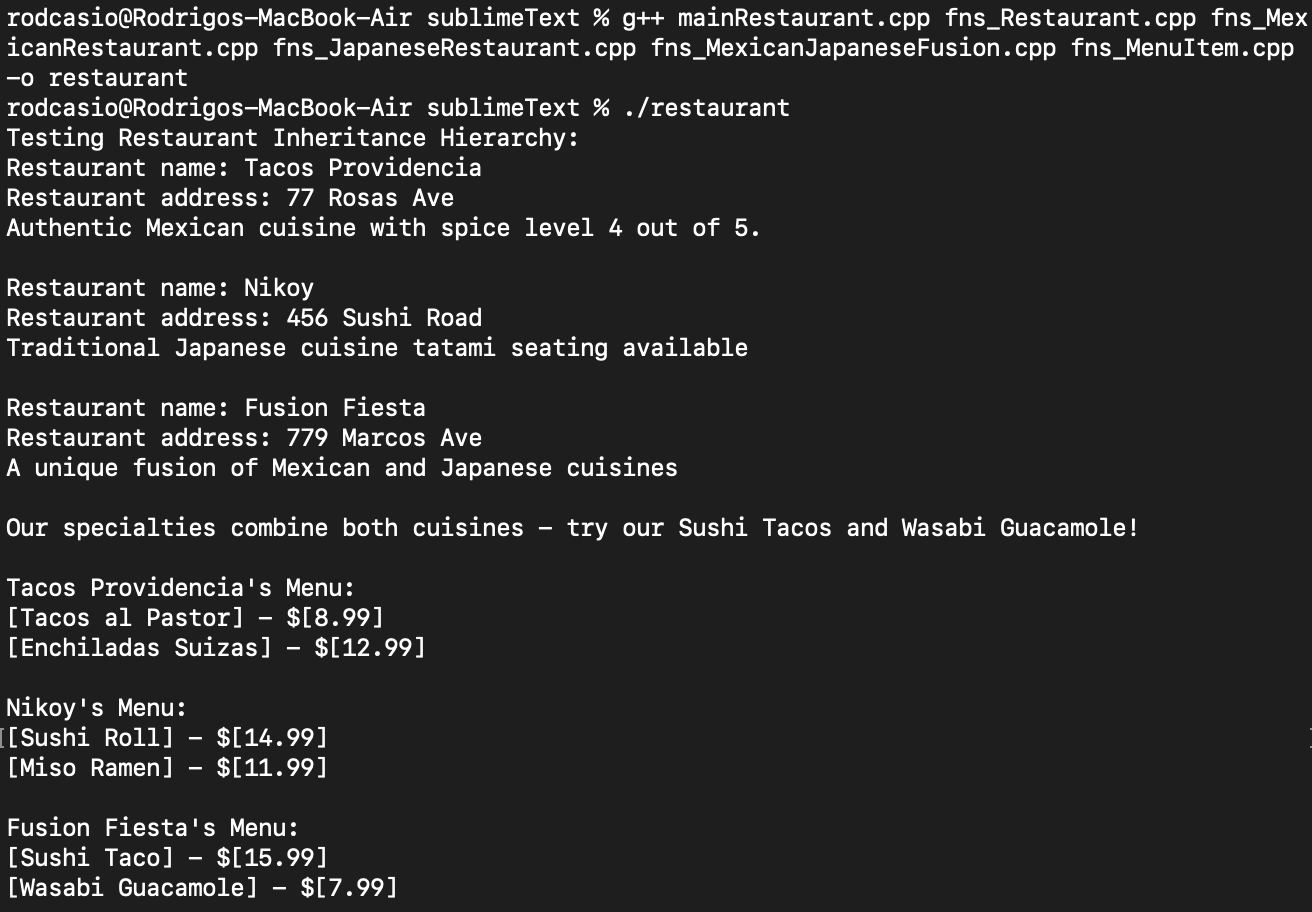 rodcasio@Rodrigos-MacBook-Air sublimeText % g++ mainRestaurant.cpp fns_Restaurant.cpp fns_Mex
icanRestaurant.cpp fns_JapaneseRestaurant.cpp fns_MexicanJapaneseFusion.cpp fns_MenuItem.cpp
-o restaurant
rodcasio@Rodrigos-MacBook-Air sublimeText % ./restaurant
Testing Restaurant Inheritance Hierarchy:
Restaurant name: Tacos Providencia
Restaurant address: 77 Rosas Ave
Authentic Mexican cuisine with spice level 4 out of 5.

Restaurant name: Nikoy
Restaurant address: 456 Sushi Road
Traditional Japanese cuisine tatami seating available

Restaurant name: Fusion Fiesta
Restaurant address: 779 Marcos Ave
A unique fusion of Mexican and Japanese cuisines

Our specialties combine both cuisines - try our Sushi Tacos and Wasabi Guacamole!

Tacos Providencia's Menu:
[Tacos al Pastor] - $[8.99]
[Enchiladas Suizas] - $[12.99]

Nikoy's Menu:
[Sushi Roll] - $[14.99]
[Miso Ramen] - $[11.99]

Fusion Fiesta's Menu:
[Sushi Taco] - $[15.99]
[Wasabi Guacamole] - $[7.99]